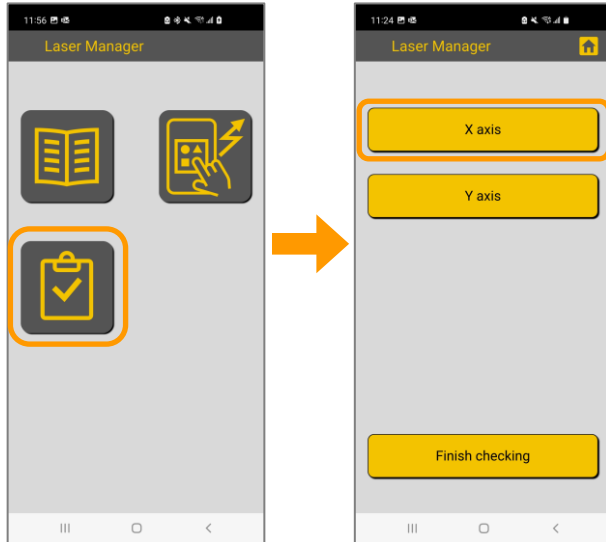 11:56
Laser Manager
11:24
Laser Manager
X axis
Y axis
Finish checking